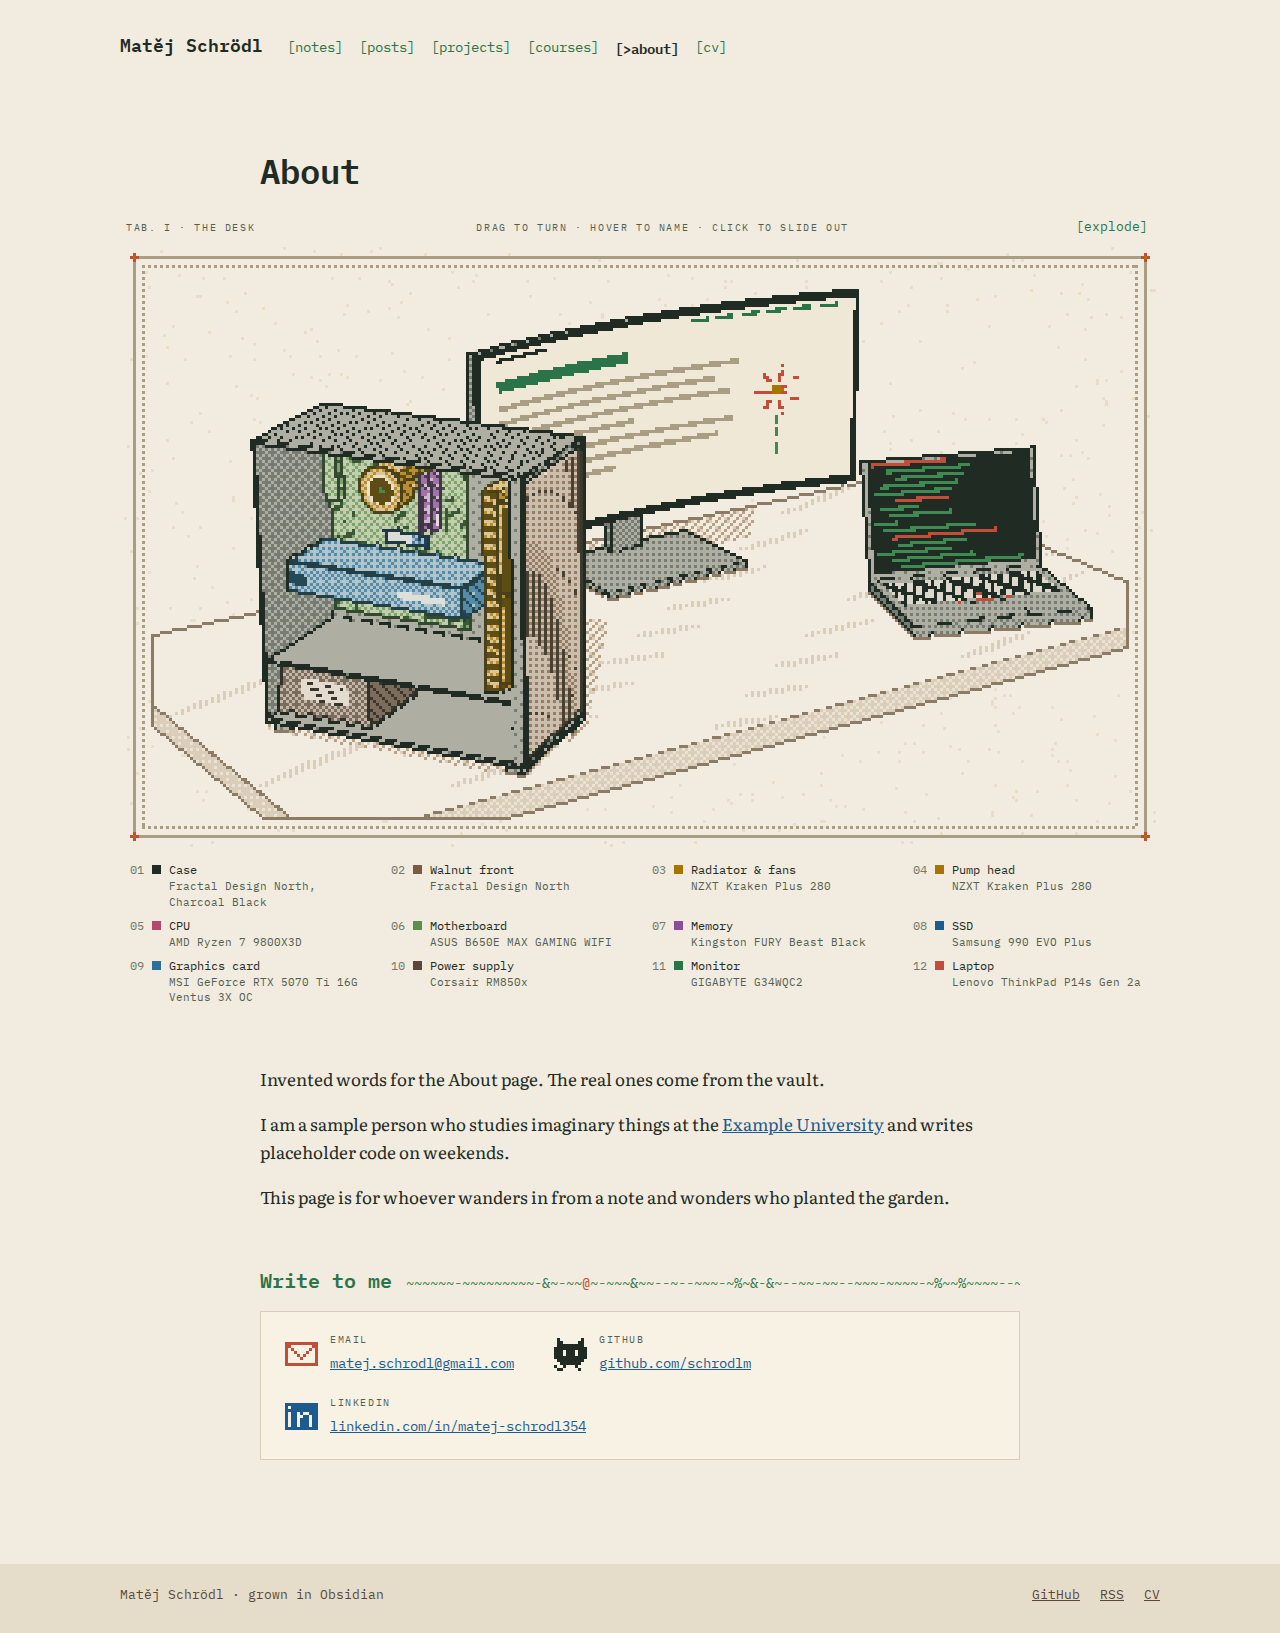 Matěj Schrödl [notes] [posts] [projects] [courses] [>about] [cv]
About
TAB. I · THE DESK DRAG TO TURN · HOVER TO NAME · CLICK TO SLIDE OUT [explode]
01 Case
Fractal Design North,
Charcoal Black
02 Walnut front
Fractal Design North
03 Radiator & fans
NZXT Kraken Plus 280
04 Pump head
NZXT Kraken Plus 280
05 CPU
AMD Ryzen 7 9800X3D
06 Motherboard
ASUS B650E MAX GAMING WIFI
07 Memory
Kingston FURY Beast Black
08 SSD
Samsung 990 EVO Plus
09 Graphics card
MSI GeForce RTX 5070 Ti 16G
Ventus 3X OC
10 Power supply
Corsair RM850x
11 Monitor
GIGABYTE G34WQC2
12 Laptop
Lenovo ThinkPad P14s Gen 2a
Invented words for the About page. The real ones come from the vault.
I am a sample person who studies imaginary things at the Example University and writes
placeholder code on weekends.
This page is for whoever wanders in from a note and wonders who planted the garden.
Write to me ~~~~~~-~~~~~~~~~~-&~-~~@~-~~~&~~--~--~~~-~%~&-&~--~~-~~--~~~-~~~~-~%~~%~~~~--~
EMAIL
matej.schrodl@gmail.com
GITHUB
github.com/schrodlm
in
LINKEDIN
linkedin.com/in/matej-schrodl354
Matěj Schrödl · grown in Obsidian GitHub RSS CV